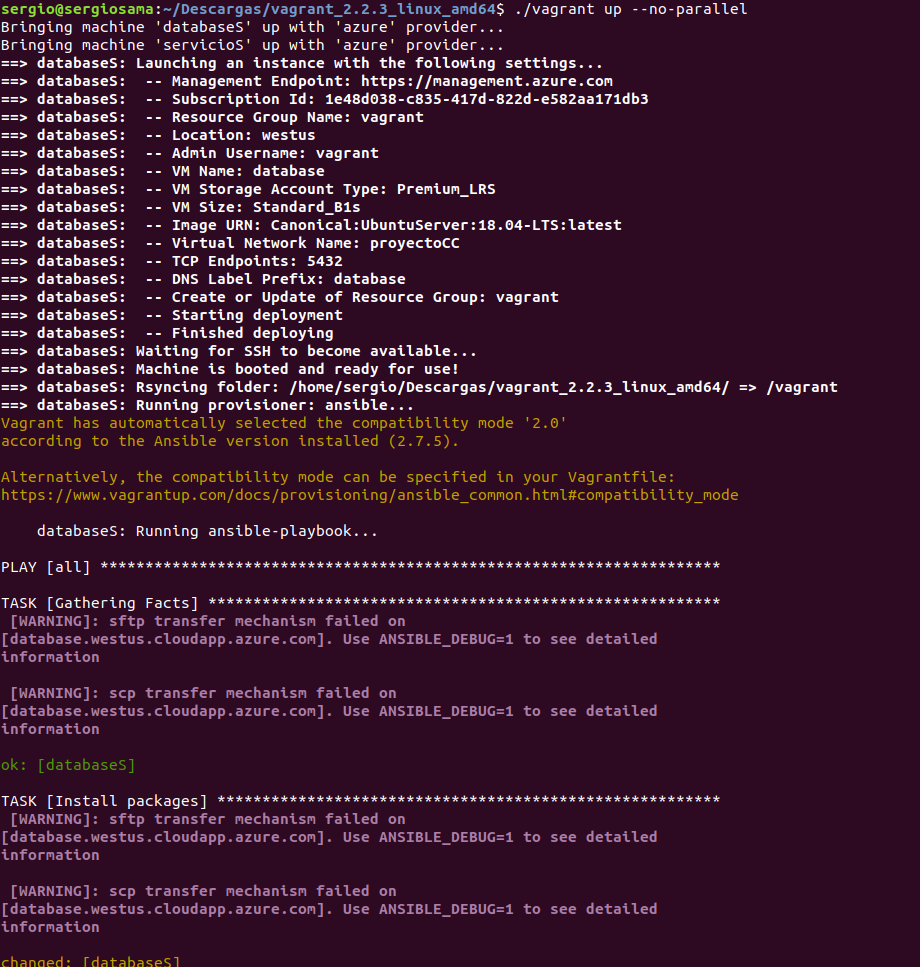 sergio@sergiosama:~/Descargas/vagrant_2.2.3_linux_amd64$ ./vagrant up --no-parallel
Bringing machine 'databaseS' up with 'azure' provider...
Bringing machine 'servicioS' up with 'azure' provider...
==> databaseS: Launching an instance with the following settings...
==> databaseS:  -- Management Endpoint: https://management.azure.com
==> databaseS:  -- Subscription Id: 1e48d038-c835-417d-822d-e582aa171db3
==> databaseS:  -- Resource Group Name: vagrant
==> databaseS:  -- Location: westus
==> databaseS:  -- Admin Username: vagrant
==> databaseS:  -- VM Name: database
==> databaseS:  -- VM Storage Account Type: Premium_LRS
==> databaseS:  -- VM Size: Standard_B1s
==> databaseS:  -- Image URN: Canonical:UbuntuServer:18.04-LTS:latest
==> databaseS:  -- Virtual Network Name: proyectoCC
==> databaseS:  -- TCP Endpoints: 5432
==> databaseS:  -- DNS Label Prefix: database
==> databaseS:  -- Create or Update of Resource Group: vagrant
==> databaseS:  -- Starting deployment
==> databaseS:  -- Finished deploying
==> databaseS: Waiting for SSH to become available...
==> databaseS: Machine is booted and ready for use!
==> databaseS: Rsyncing folder: /home/sergio/Descargas/vagrant_2.2.3_linux_amd64/ => /vagrant
==> databaseS: Running provisioner: ansible...
Vagrant has automatically selected the compatibility mode '2.0'
according to the Ansible version installed (2.7.5).
Alternatively, the compatibility mode can be specified in your Vagrantfile:
https://www.vagrantup.com/docs/provisioning/ansible_common.html#compatibility_mode
    databaseS: Running ansible-playbook...
PLAY [all] *********************************************************************
TASK [Gathering Facts] *********************************************************
 [WARNING]: sftp transfer mechanism failed on
[database.westus.cloudapp.azure.com]. Use ANSIBLE_DEBUG=1 to see detailed
information
 [WARNING]: scp transfer mechanism failed on
[database.westus.cloudapp.azure.com]. Use ANSIBLE_DEBUG=1 to see detailed
information
ok: [databaseS]
TASK [Install packages] ********************************************************
 [WARNING]: sftp transfer mechanism failed on
[database.westus.cloudapp.azure.com]. Use ANSIBLE_DEBUG=1 to see detailed
information
 [WARNING]: scp transfer mechanism failed on
[database.westus.cloudapp.azure.com]. Use ANSIBLE_DEBUG=1 to see detailed
information
changed: [databaseS]